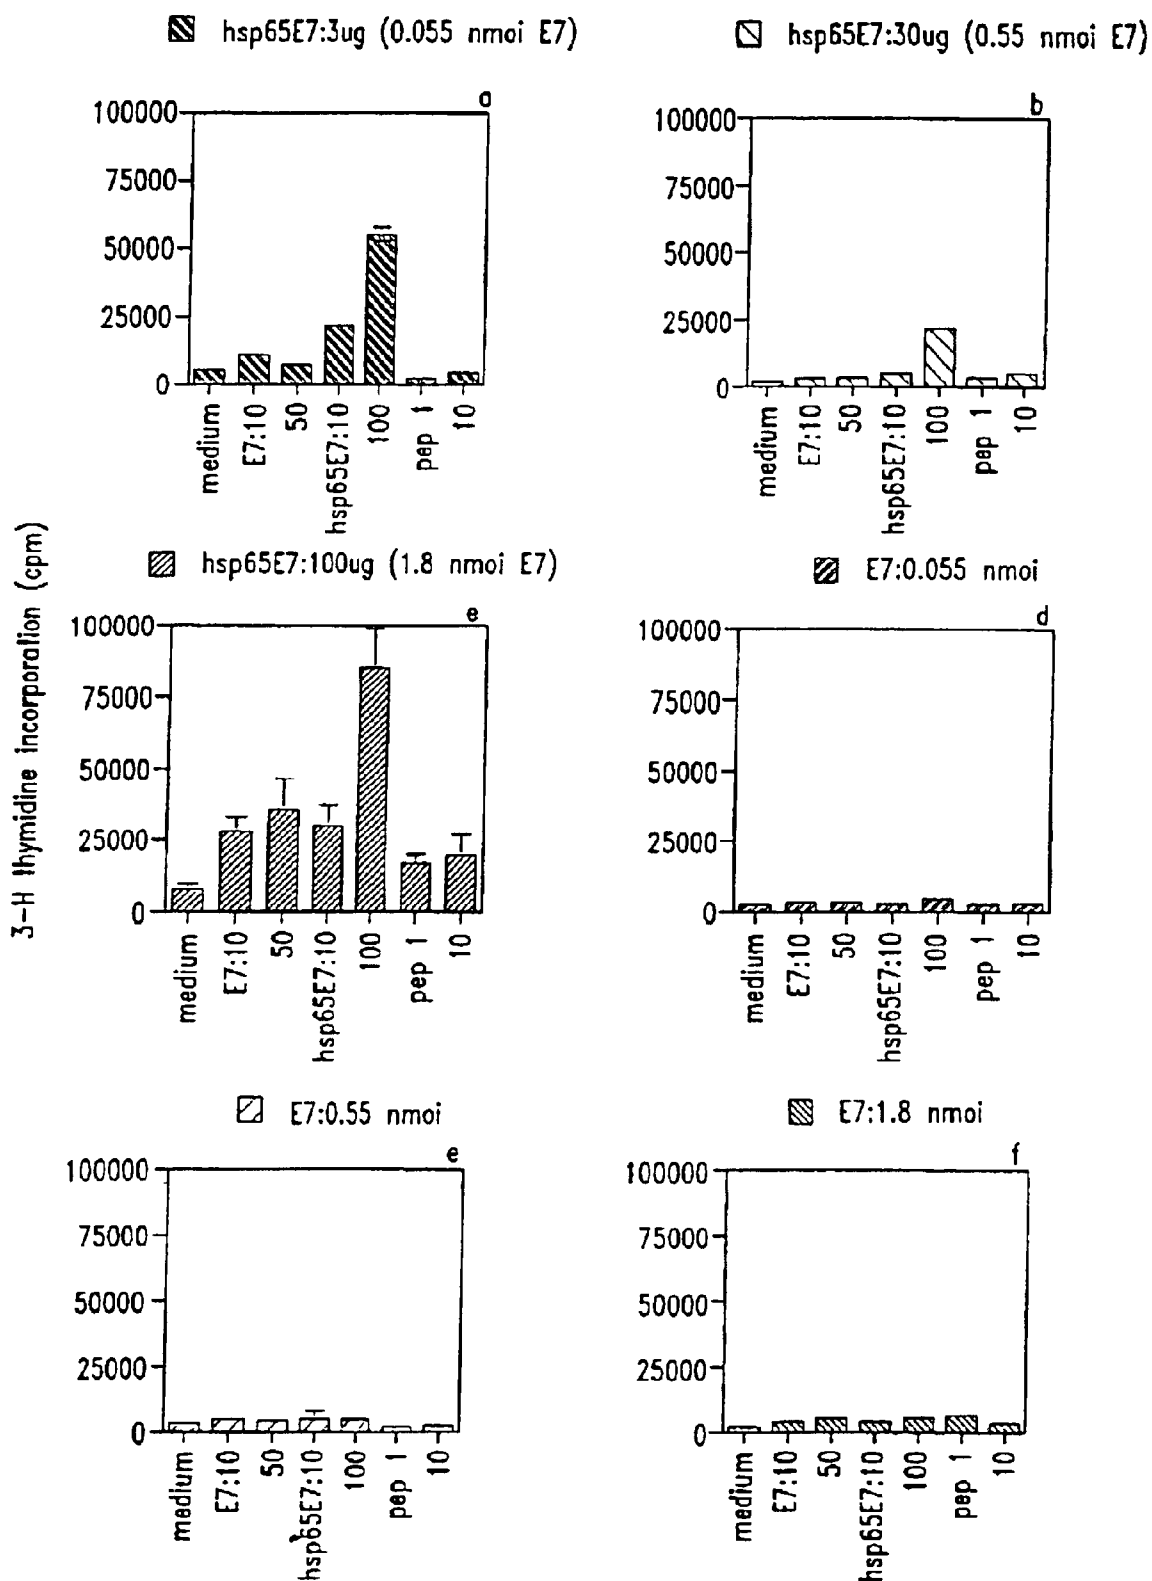 hsp65E7:3ug (0.055 nmoi E7)
hsp65E7:30ug (0.55 nmoi E7)
a
100000
75000
50000
25000
0
medium
E7:10
50
hsp65E7:10
100
pep 1
10
b
100000
75000
50000
25000
0
medium
E7:10
50
hsp65E7:10
100
pep 1
10
3-H thymidine incorporation (cpm)
hsp65E7:100ug (1.8 nmoi E7)
E7:0.055 nmoi
e
100000
75000
50000
25000
0
medium
E7:10
50
hsp65E7:10
100
pep 1
10
d
100000
75000
50000
25000
0
medium
E7:10
50
hsp65E7:10
100
pep 1
10
E7:0.55 nmoi
E7:1.8 nmoi
e
100000
75000
50000
25000
0
medium
E7:10
50
hsp65E7:10
100
pep 1
10
f
100000
75000
50000
25000
0
medium
E7:10
50
hsp65E7:10
100
pep 1
10